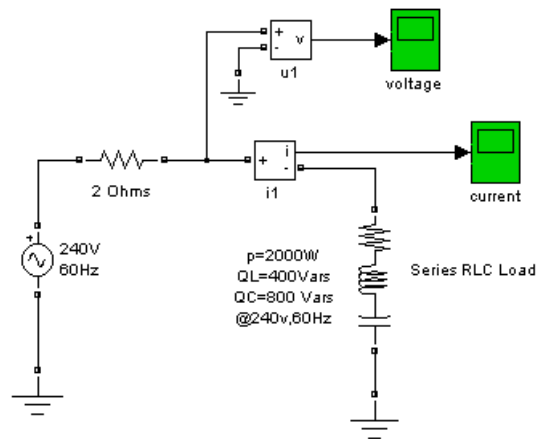 +
-
v
u1
voltage
2 Ohms
+
i
-
i1
current
+
240V
60Hz
p=2000W
QL=400Vars
QC=800 Vars
@240v,60Hz
Series RLC Load